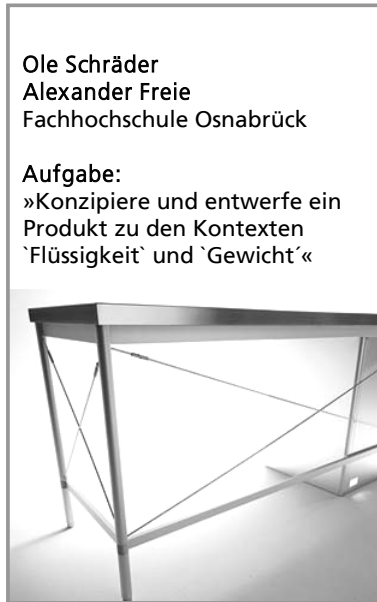 Ole Schräder
Alexander Freie
Fachhochschule Osnabrück
Aufgabe:
»Konzipiere und entwerfe ein
Produkt zu den Kontexten
`Flüssigkeit` und `Gewicht´«